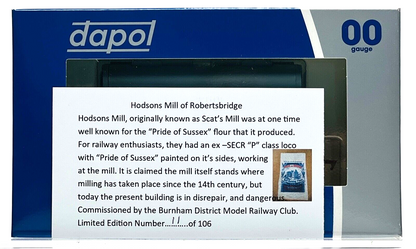 dapol
00
gauge
Hodsons Mill of Robertsbridge
Hodsons Mill, originally known as Scat's Mill was at one time
well known for the "Pride of Sussex" flour that it produced.
For railway enthusiasts, they had an ex –SECR "P" class loco
with "Pride of Sussex" painted on it's sides, working
at the mill. It is claimed the mill itself stands where
milling has taken place since the 14th century, but
today the present building is in disrepair, and dangerous.
Commissioned by the Burnham District Model Railway Club.
Limited Edition Number....11.....of 106